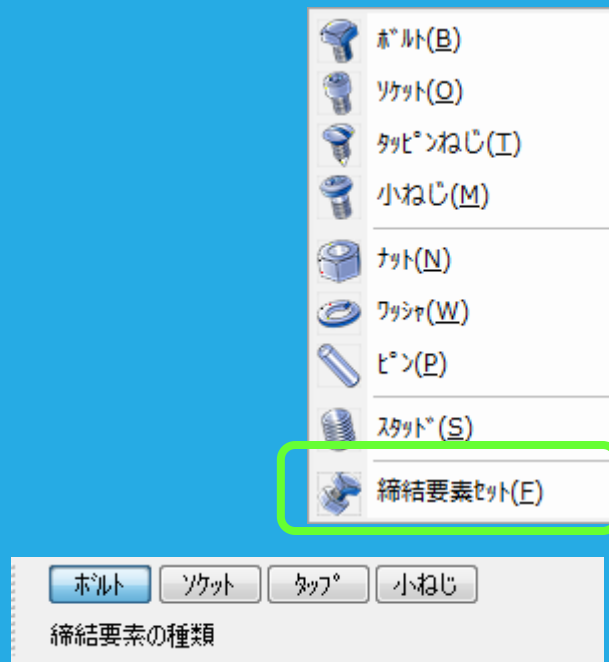 ﾎﾞﾙﾄ(B)
ｿｹｯﾄ(O)
ﾀｯﾋﾟﾝねじ(T)
小ねじ(M)
ﾅｯﾄ(N)
ﾜｯｼｬ(W)
ﾋﾟﾝ(P)
ｽﾀｯﾄﾞ(S)
締結要素ｾｯﾄ(F)
ﾎﾞﾙﾄ ｿｹｯﾄ ﾀｯﾌﾟ 小ねじ
締結要素の種類